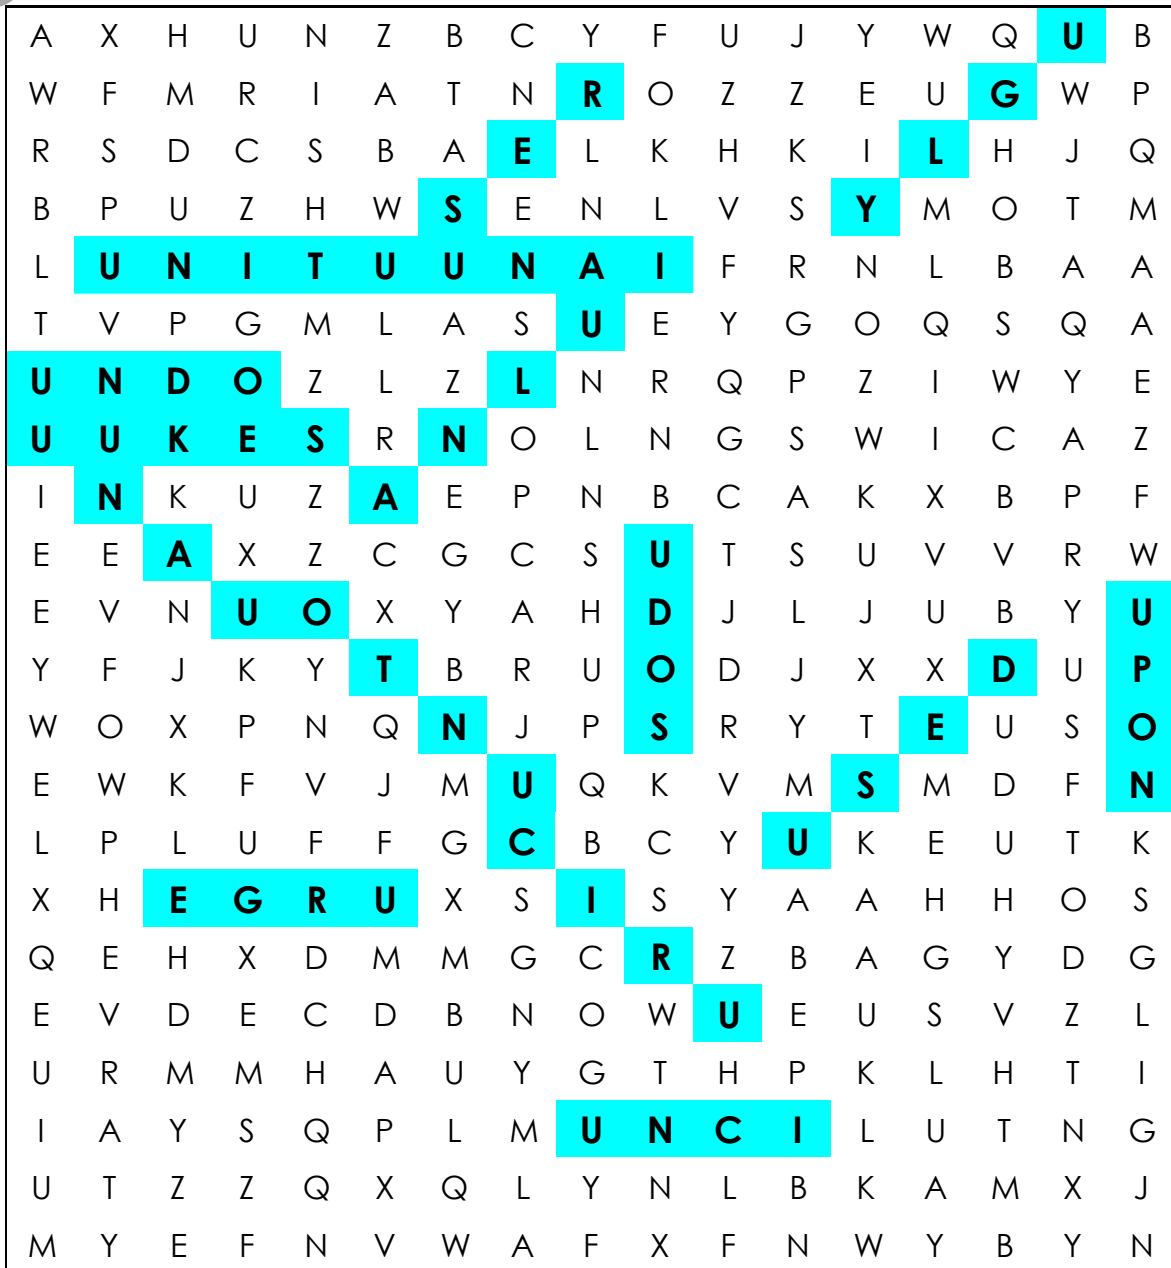 A X H U N Z B C Y F U J Y W Q U B
W F M R I A T N R O Z Z E U G W P
R S D C S B A E L K H K I L H J Q
B P U Z H W S E N L V S Y M O T M
L U N I T U U N A I F R N L B A A
T V P G M L A S U E Y G O Q S Q A
U N D O Z L Z L N R Q P Z I W Y E
U U K E S R N O L N G S W I C A Z
I N K U Z A E P N B C A K X B P F
E E A X Z C G C S U T S U V V R W
E V N U O X Y A H D J L J U B Y U
Y F J K Y T B R U O D J X X D U P
W O X P N Q N J P S R Y T E U S O
E W K F V J M U Q K V M S M D F N
L P L U F F G C B C Y U K E U T K
X H E G R U X S I S Y A A H H O S
Q E H X D M M G C R Z B A G Y D G
E V D E C D B N O W U E U S V Z L
U R M M H A U Y G T H P K L H T I
I A Y S Q P L M U N C I L U T N G
U T Z Z Q X Q L Y N L B K A M X J
M Y E F N V W A F X F N W Y B Y N